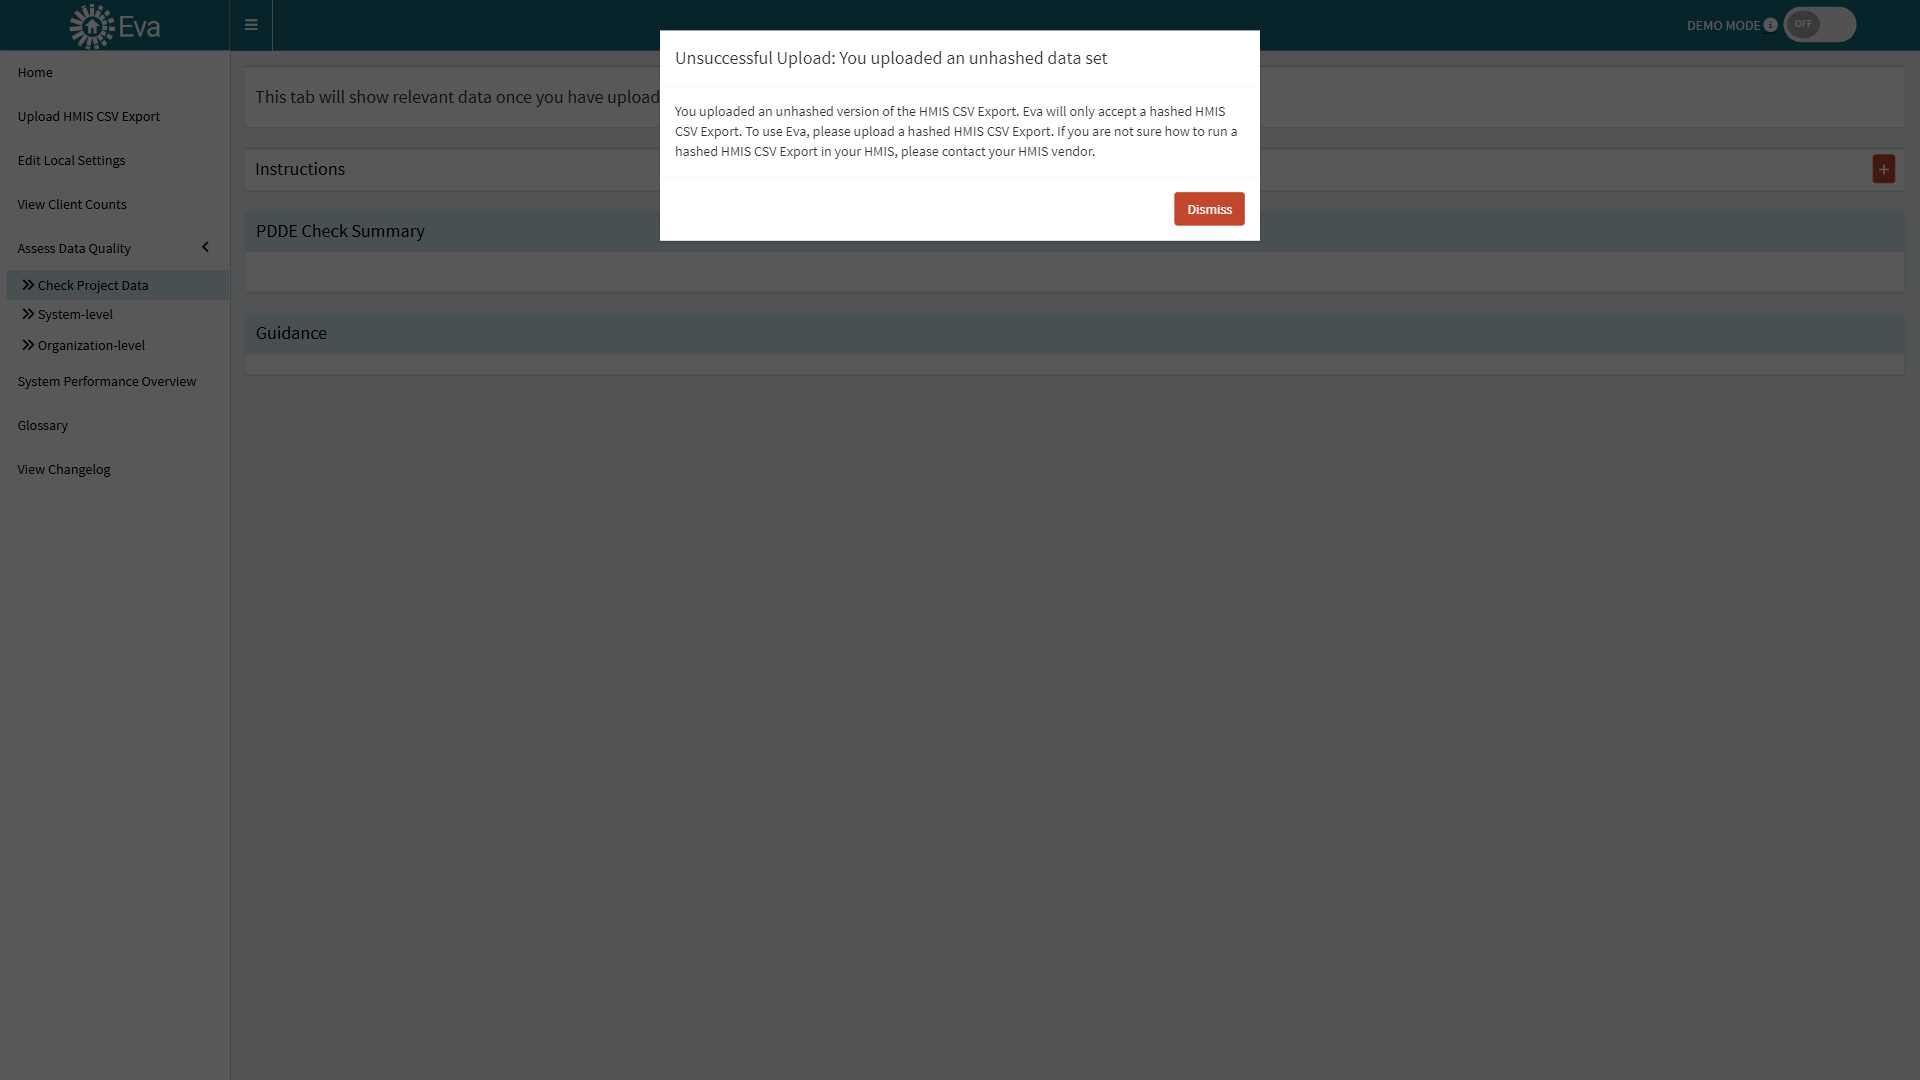 Eva
DEMO MODE
OFF
Home
Upload HMIS CSV Export
Edit Local Settings
View Client Counts
Assess Data Quality
Check Project Data
System-level
Organization-level
System Performance Overview
Glossary
View Changelog
This tab will show relevant data once you have upload
Instructions
PDDE Check Summary
Guidance
Unsuccessful Upload: You uploaded an unhashed data set
You uploaded an unhashed version of the HMIS CSV Export. Eva will only accept a hashed HMIS
CSV Export. To use Eva, please upload a hashed HMIS CSV Export. If you are not sure how to run a
hashed HMIS CSV Export in your HMIS, please contact your HMIS vendor.
Dismiss